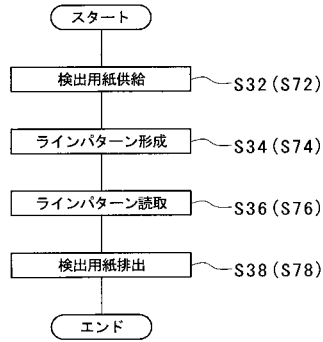 スタート
検出用紙供給 S32(S72)
ラインパターン形成 S34(S74)
ラインパターン読取 S36(S76)
検出用紙排出 S38(S78)
エンド